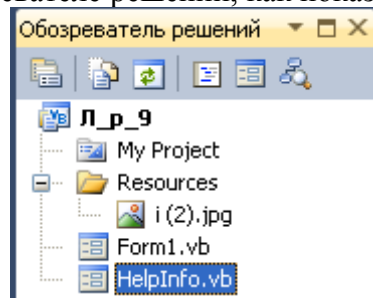 Обозреватель решений
Л_р_9
My Project
Resources
i (2).jpg
Form1.vb
HelpInfo.vb